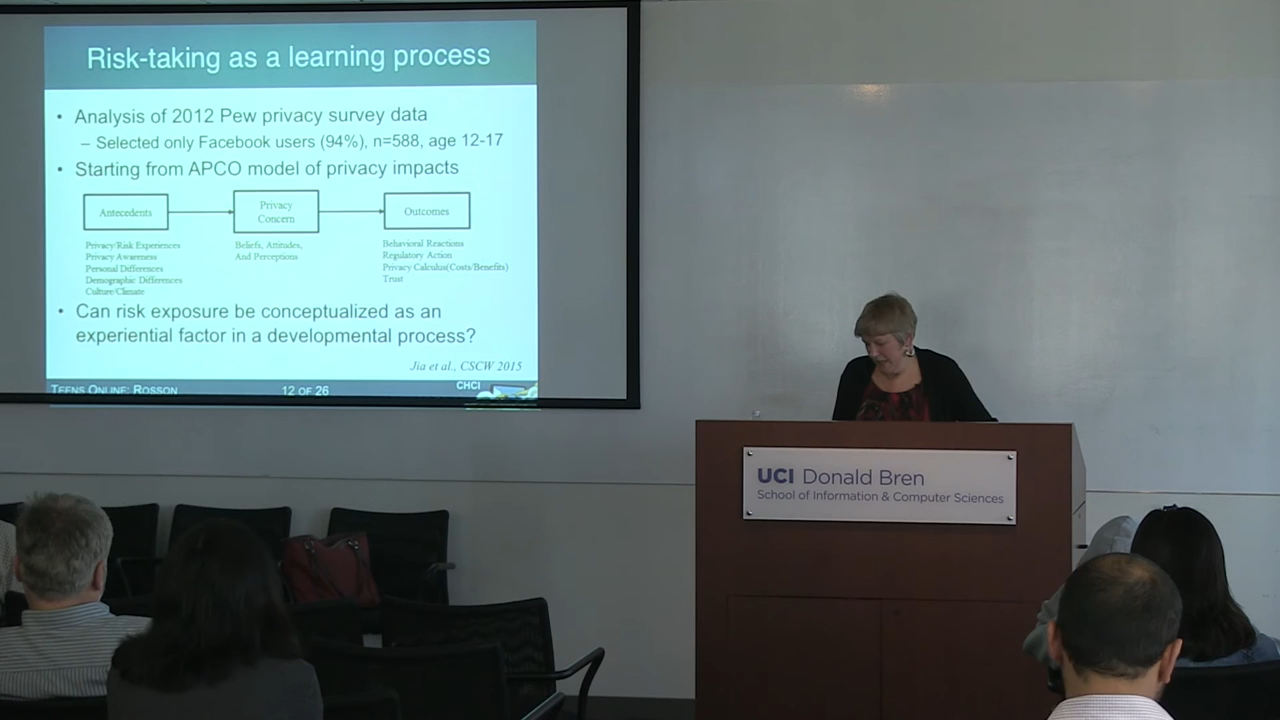 Risk-taking as a learning process
• Analysis of 2012 Pew privacy survey data
– Selected only Facebook users (94%), n=588, age 12-17
• Starting from APCO model of privacy impacts
Antecedents
Privacy
Concern
Outcomes
Privacy/Risk Experiences
Privacy Awareness
Personal Differences
Demographic Differences
Culture/Climate
Beliefs, Attitudes,
And Perceptions
Behavioral Reactions
Regulatory Action
Privacy Calculus(Costs/Benefits)
Trust
• Can risk exposure be conceptualized as an
experiential factor in a developmental process?
Jia et al., CSCW 2015
TEENS ONLINE: ROSSON
12 OF 26
CHCI
UCI Donald Bren
School of Information & Computer Sciences